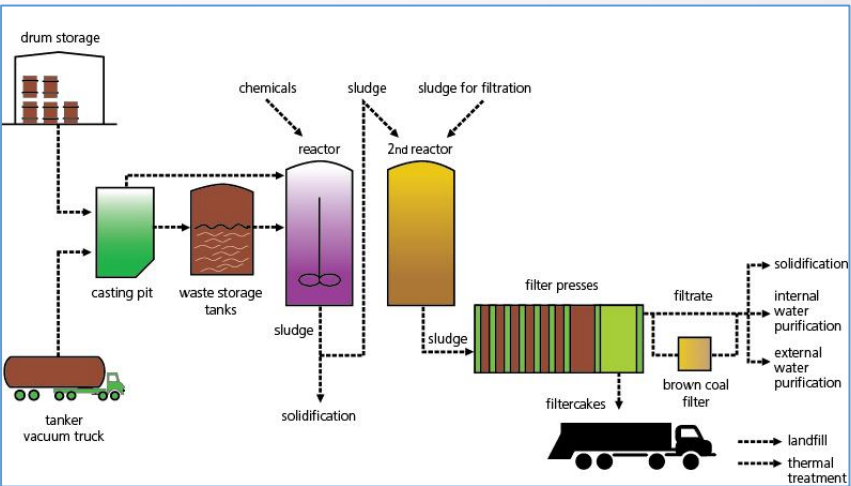 drum storage
chemicals
sludge
sludge for filtration
reactor
2nd reactor
casting pit
waste storage
tanks
sludge
solidification
tanker
vacuum truck
sludge
filter presses
filtrate
brown coal
filter
solidification
internal
water
purification
external
water
purification
filtercakes
landfill
thermal
treatment